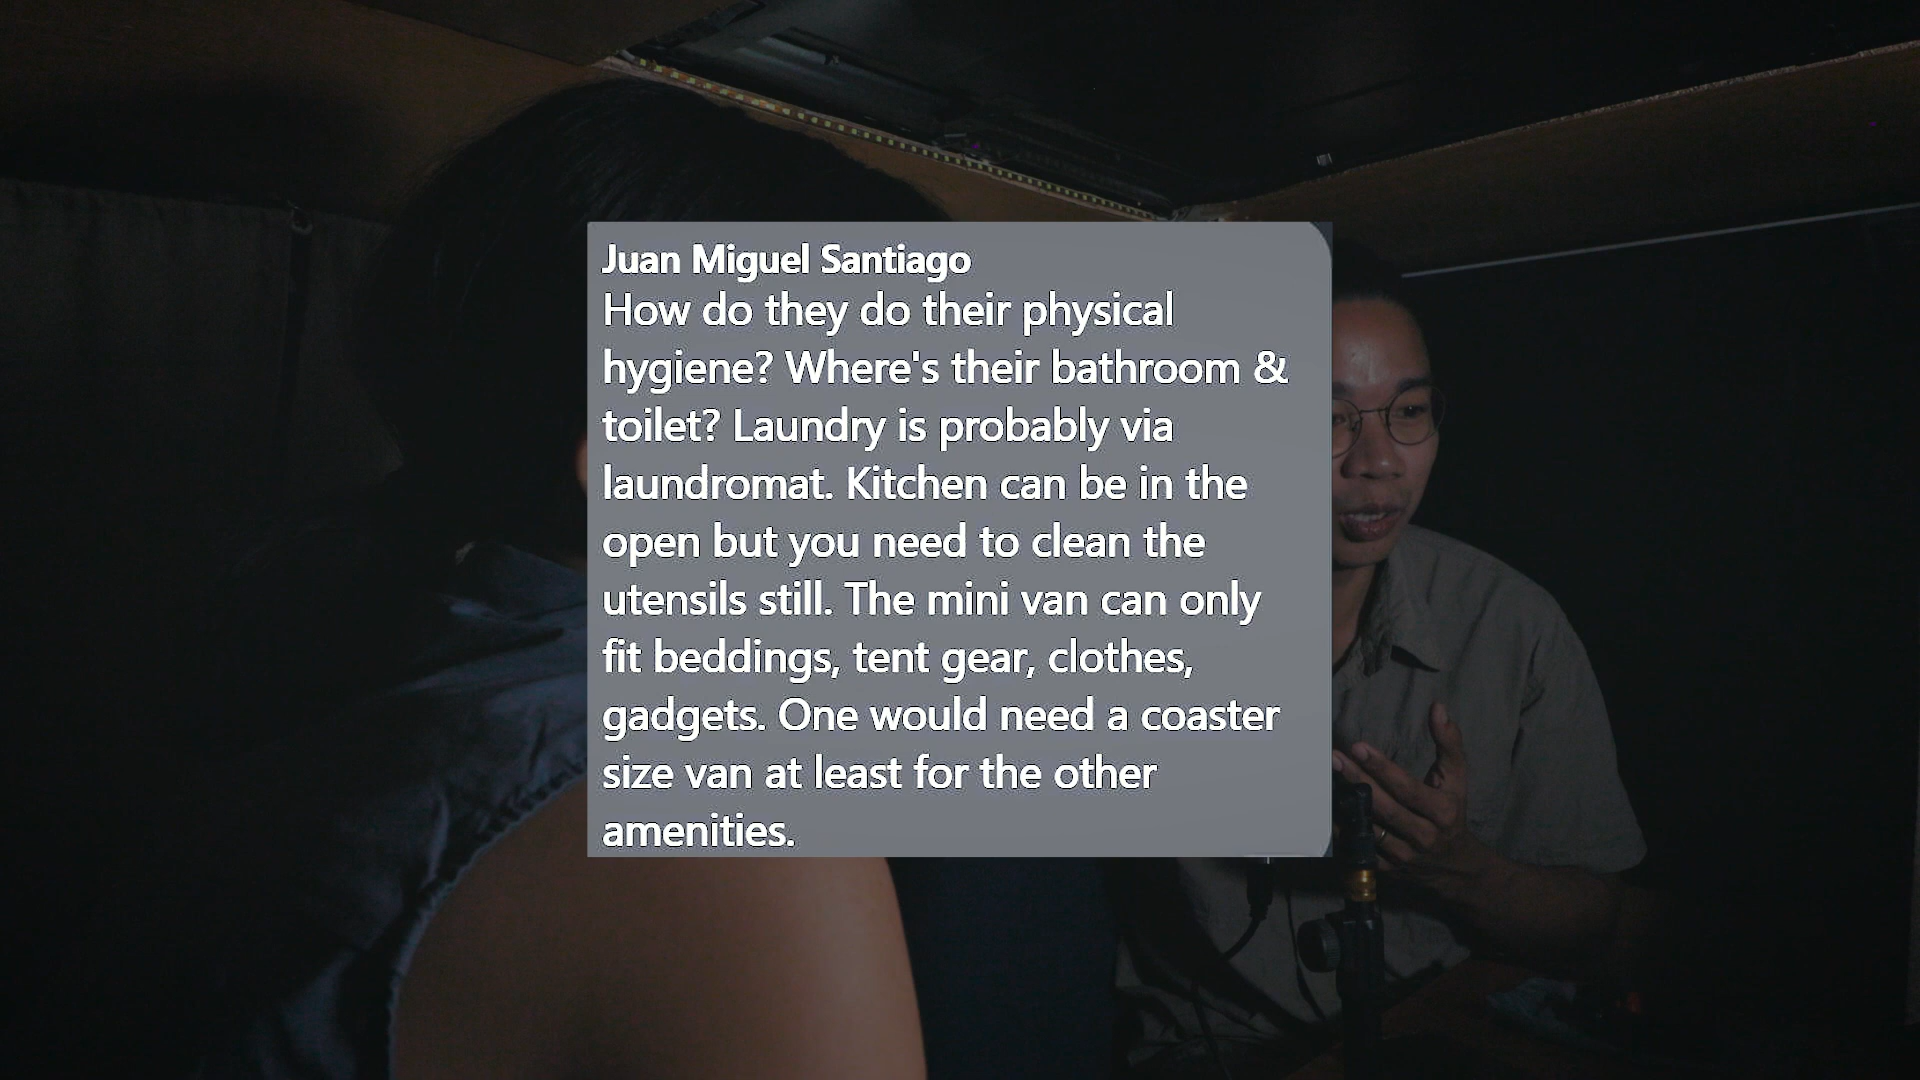 Juan Miguel Santiago
How do they do their physical
hygiene? Where's their bathroom &
toilet? Laundry is probably via
laundromat. Kitchen can be in the
open but you need to clean the
utensils still. The mini van can only
fit beddings, tent gear, clothes,
gadgets. One would need a coaster
size van at least for the other
amenities.